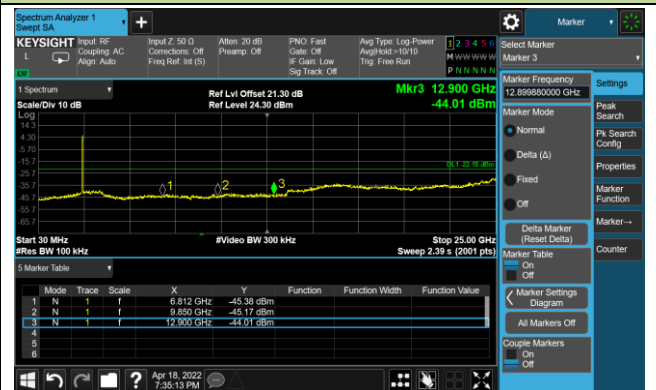 Spectrum Analyzer 1
Swept SA
KEYSIGHT
L
LXI
Input: RF
Coupling: AC
Align: Auto
Input Z: 50 Ω
Corrections: Off
Freq Ref: Int (S)
Atten: 20 dB
Preamp: Off
PNO: Fast
Gate: Off
IF Gain: Low
Sig Track: Off
Avg Type: Log-Power
Avg|Hold:>10/10
Trig: Free Run
1 2 3 4 5 6
M W W W W W
P N N N N N
1 Spectrum
Scale/Div 10 dB
Ref Lvl Offset 21.30 dB
Ref Level 24.30 dBm
Mkr3 12.900 GHz
-44.01 dBm
Log
14.3
4.30
-5.70
-15.7
-25.7
-35.7
-45.7
-55.7
-65.7
DL1 -22.19 dBm
1
2
3
Start 30 MHz
#Res BW 100 kHz
#Video BW 300 kHz
Stop 25.00 GHz
Sweep 2.39 s (2001 pts)
5 Marker Table
Mode Trace Scale X Y Function Function Width Function Value
1 N 1 f 6.812 GHz -45.38 dBm
2 N 1 f 9.850 GHz -45.17 dBm
3 N 1 f 12.900 GHz -44.01 dBm
4
5
6
Apr 18, 2022
7:35:13 PM
?
Marker
Select Marker
Marker 3
Marker Frequency
12.899880000 GHz
Marker Mode
Normal
Delta (Δ)
Fixed
Off
Delta Marker
(Reset Delta)
Marker Table
On
Off
Marker Settings
Diagram
All Markers Off
Couple Markers
On
Off
Settings
Peak
Search
Pk Search
Config
Properties
Marker
Function
Marker→
Counter